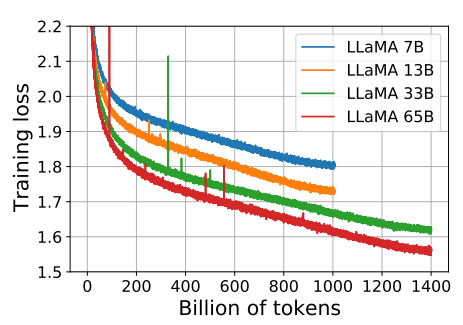 2.2
2.1
2.0
1.9
1.8
1.7
1.6
1.5
Training loss
LLaMA 7B
LLaMA 13B
LLaMA 33B
LLaMA 65B
0 200 400 600 800 1000 1200 1400
Billion of tokens